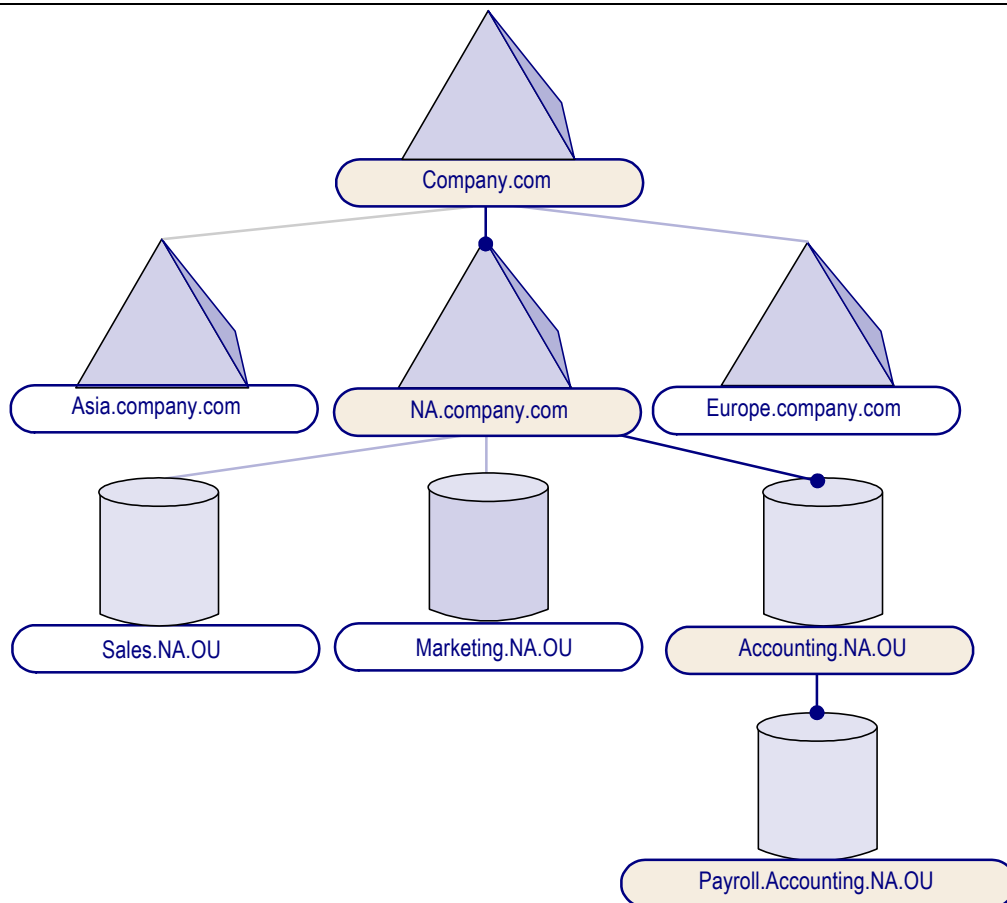 Company.com
Asia.company.com
NA.company.com
Europe.company.com
Sales.NA.OU
Marketing.NA.OU
Accounting.NA.OU
Payroll.Accounting.NA.OU